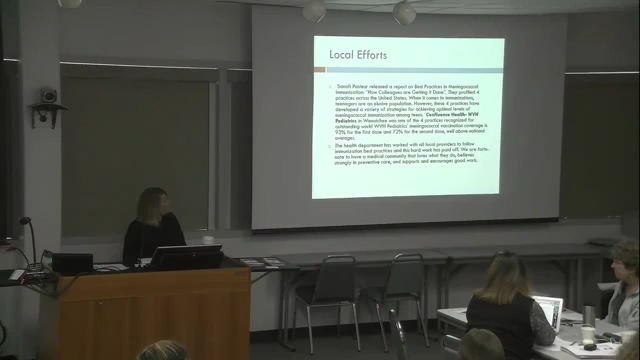 Local Efforts
Sanofi Pasteur released a report on Best Practices in Meningococcal
Immunization: "How Colleagues are Getting it Done". They profiled 4
practices across the United States. When it comes to immunizations,
teenagers are an elusive population. However, these 4 practices have
developed a variety of strategies for achieving optimal levels of
meningococcal immunization among teens. Confluence Health- WVH
Pediatrics in Wenatchee was one of the 4 practices recognized for
outstanding work! WVH Pediatrics' meningococcal vaccination coverage is
93% for the first dose and 72% for the second dose, well above national
averages.
The health department has worked with all local providers to follow
immunization best practices and this hard work has paid off. We are fortu-
nate to have a medical community that loves what they do, believes
strongly in preventive care, and supports and encourages good work.